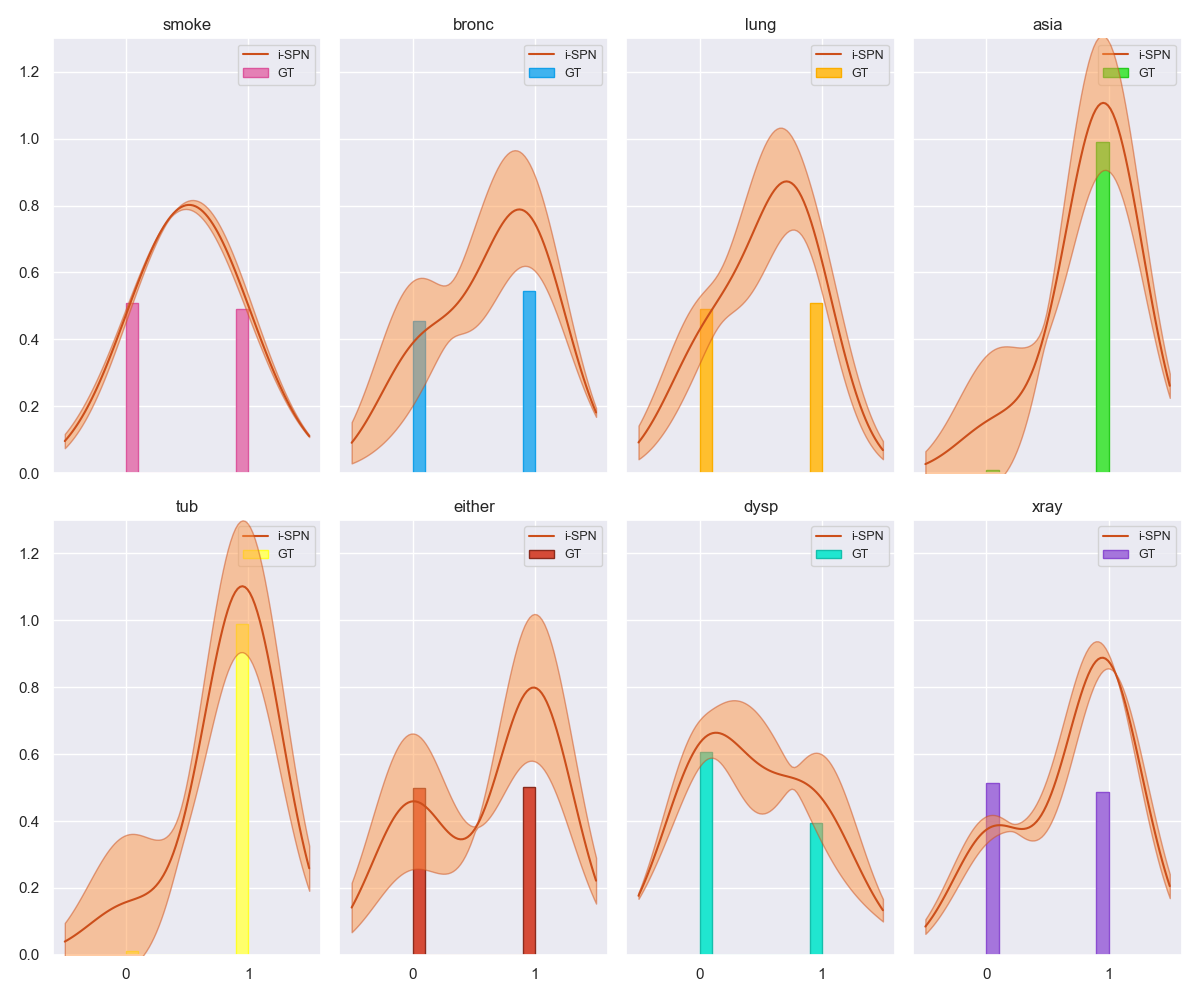 smoke
bronc
lung
asia
i-SPN
GT
i-SPN
GT
i-SPN
GT
i-SPN
GT
1.2
1.0
0.8
0.6
0.4
0.2
0.0
tub
either
dysp
xray
i-SPN
GT
i-SPN
GT
i-SPN
GT
i-SPN
GT
1.2
1.0
0.8
0.6
0.4
0.2
0.0
0 1
0 1
0 1
0 1